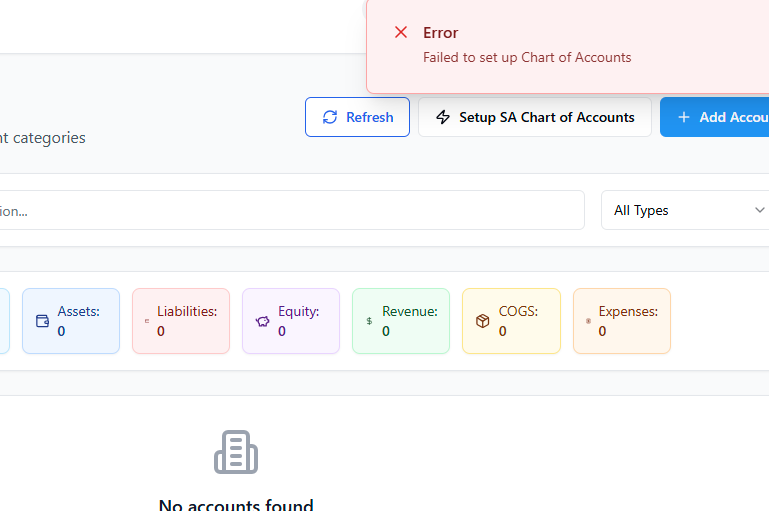 Error
Failed to set up Chart of Accounts
Refresh
Setup SA Chart of Accounts
Add Accou
nt categories
ion...
All Types
Assets:
0
Liabilities:
0
Equity:
0
Revenue:
0
COGS:
0
Expenses:
0
No accounts found